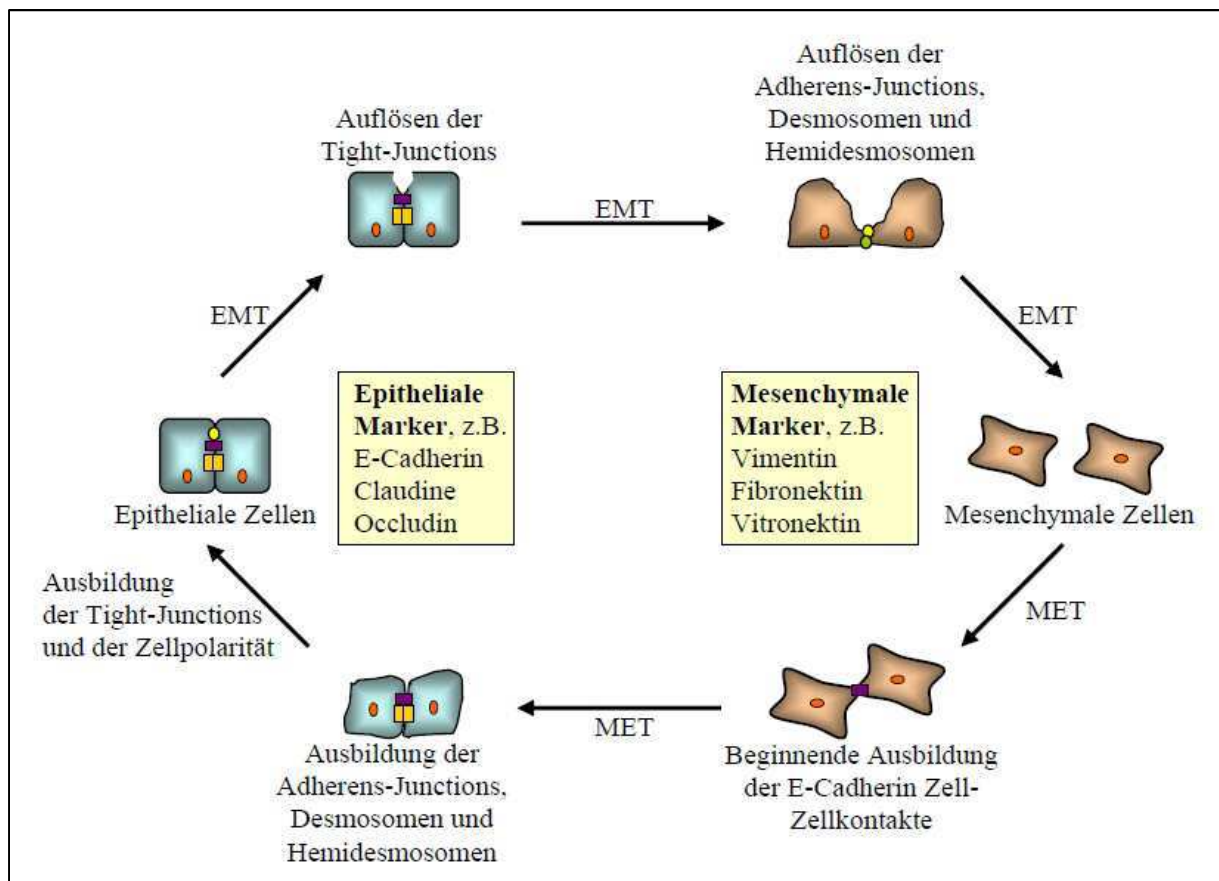 Auflösen der
Tight-Junctions
Auflösen der
Adherens-Junctions,
Desmosomen und
Hemidesmosomen
EMT
EMT
EMT
Epitheliale
Marker, z.B.
E-Cadherin
Claudine
Occludin
Mesenchymale
Marker, z.B.
Vimentin
Fibronektin
Vitronektin
Epitheliale Zellen
Mesenchymale Zellen
Ausbildung
der Tight-Junctions
und der Zellpolarität
MET
MET
Ausbildung der
Adherens-Junctions,
Desmosomen und
Hemidesmosomen
Beginnende Ausbildung
der E-Cadherin Zell-
Zellkontakte